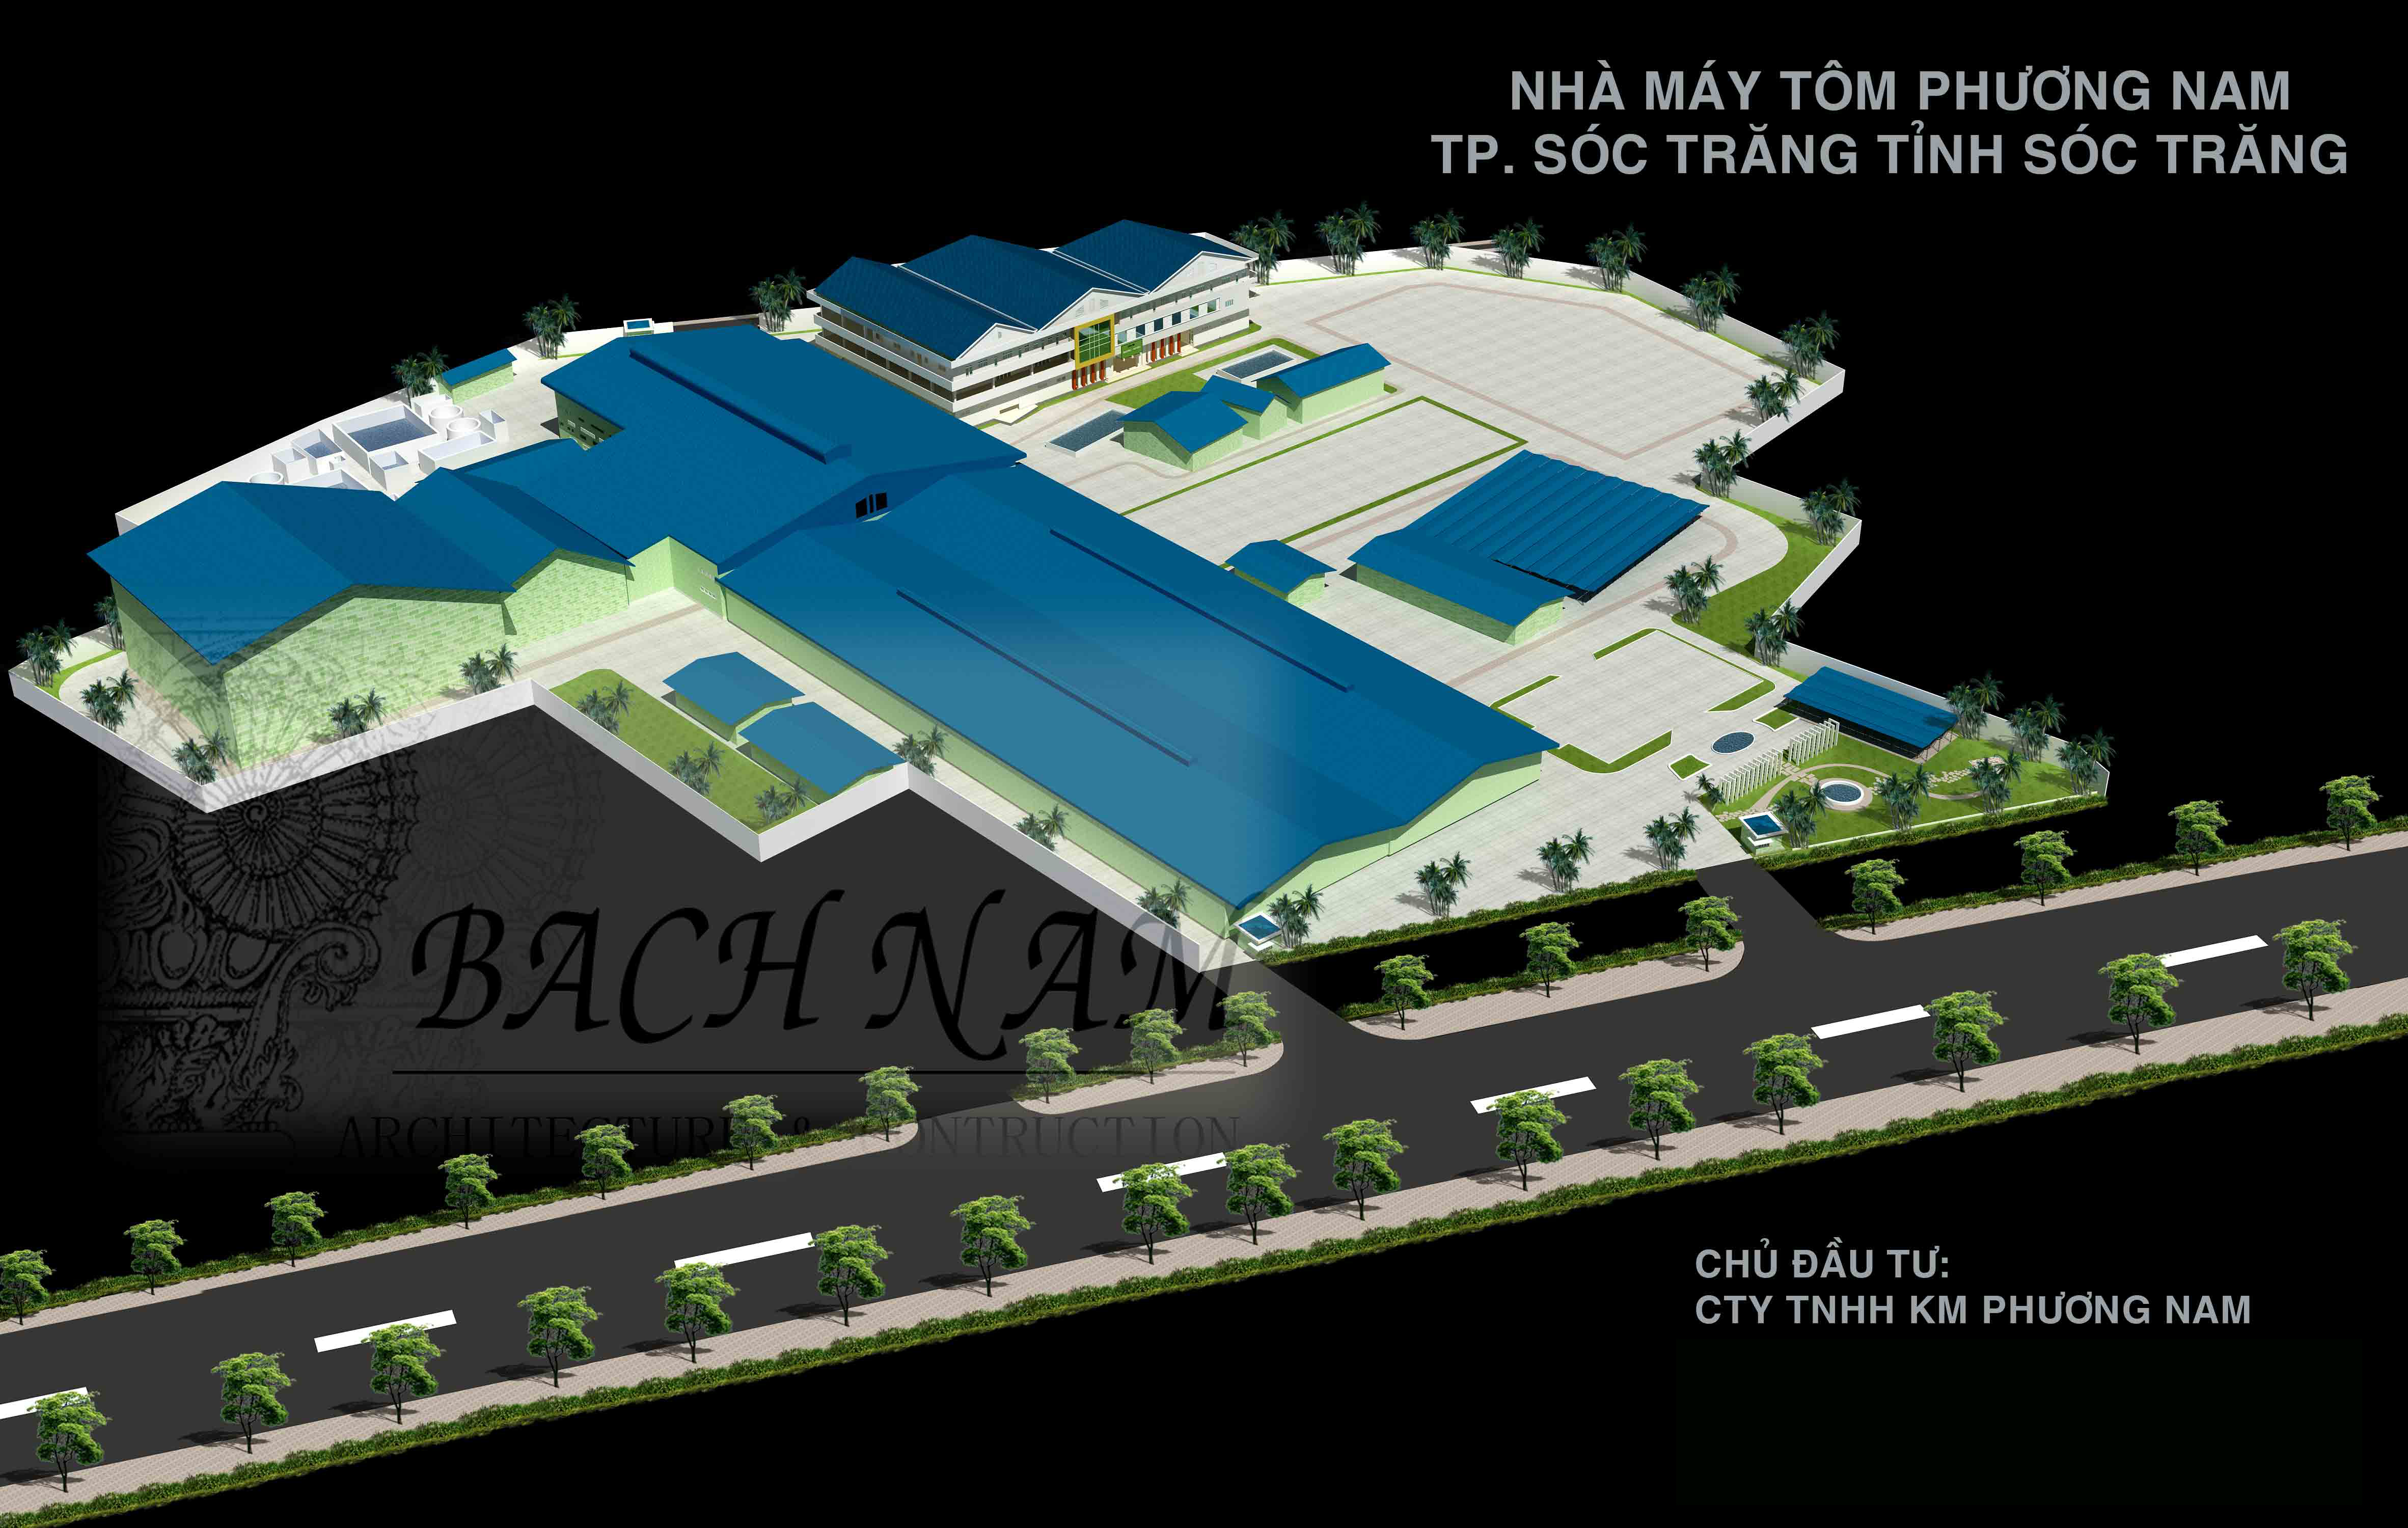 NHÀ MÁY TÔM PHƯƠNG NAM
TP. SÓC TRĂNG TỈNH SÓC TRĂNG
BACH NAM
ARCHITECTURE & CONTRUCTION
CHỦ ĐẦU TƯ:
CTY TNHH KM PHƯƠNG NAM